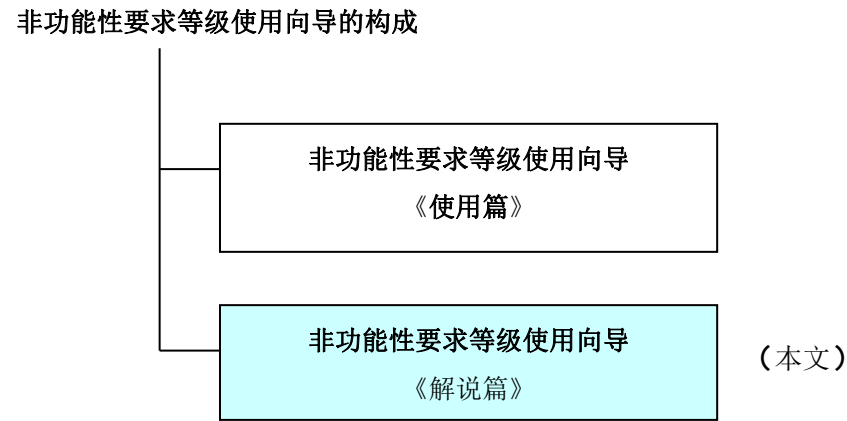 非功能性要求等级使用向导的构成
非功能性要求等级使用向导
《使用篇》
非功能性要求等级使用向导
《解说篇》
（本文）